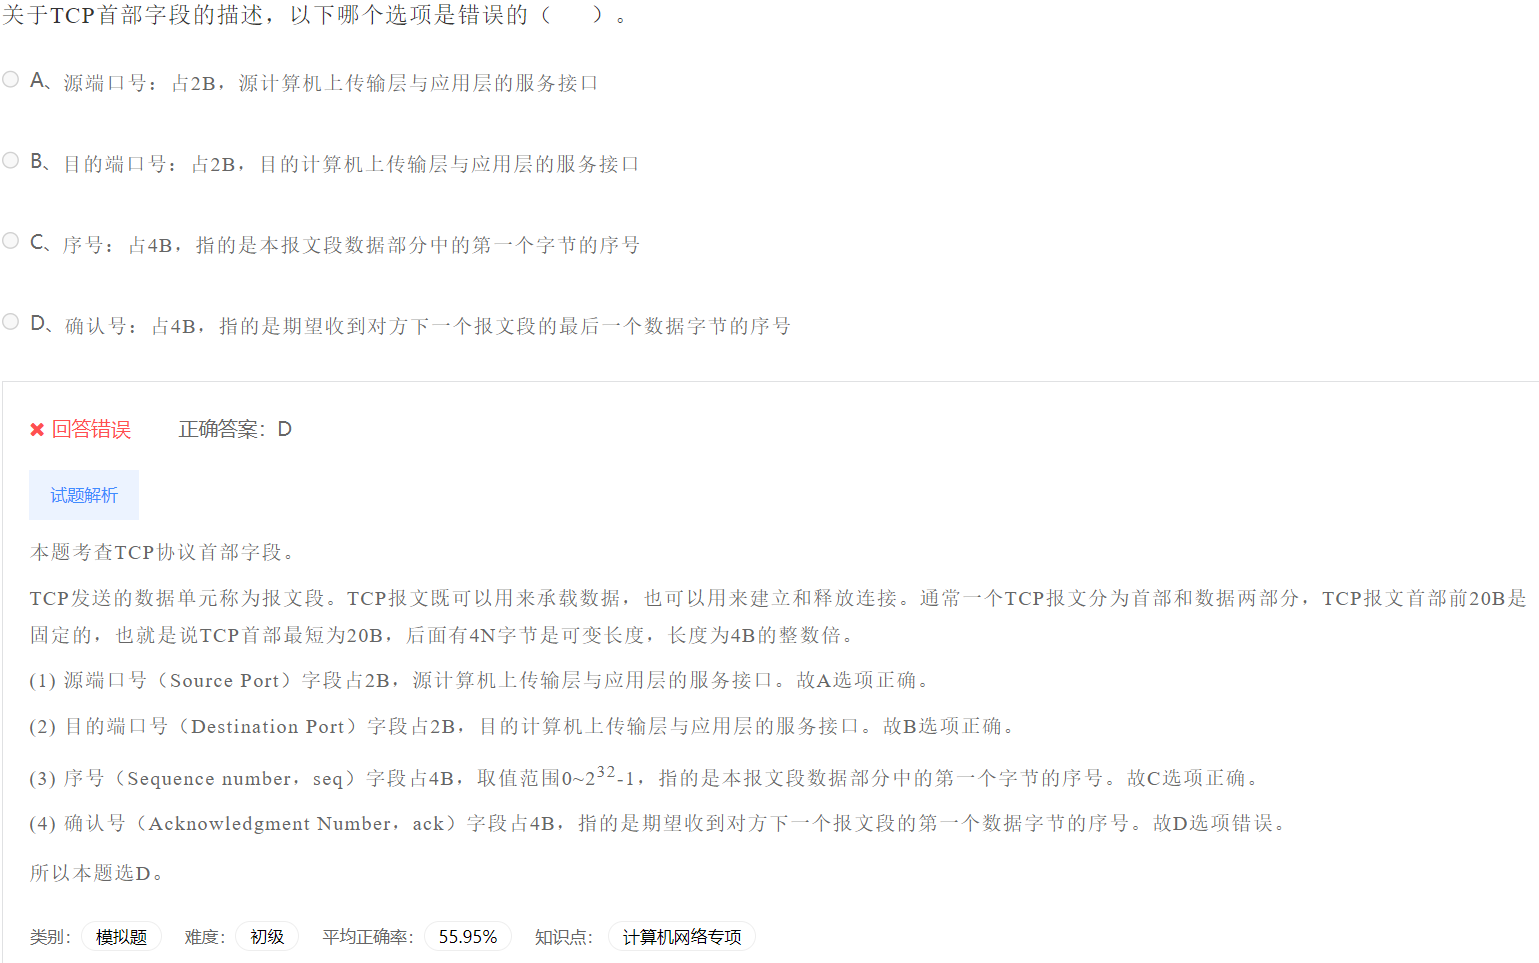 关于TCP首部字段的描述，以下哪个选项是错误的（　　）。
A、源端口号：占2B，源计算机上传输层与应用层的服务接口
B、目的端口号：占2B，目的计算机上传输层与应用层的服务接口
C、序号：占4B，指的是本报文段数据部分中的第一个字节的序号
D、确认号：占4B，指的是期望收到对方下一个报文段的最后一个数据字节的序号
✖ 回答错误 正确答案：D
试题解析
本题考查TCP协议首部字段。
TCP发送的数据单元称为报文段。TCP报文既可以用来承载数据，也可以用来建立和释放连接。通常一个TCP报文分为首部和数据两部分，TCP报文首部前20B是
固定的，也就是说TCP首部最短为20B，后面有4N字节是可变长度，长度为4B的整数倍。
(1) 源端口号（Source Port）字段占2B，源计算机上传输层与应用层的服务接口。故A选项正确。
(2) 目的端口号（Destination Port）字段占2B，目的计算机上传输层与应用层的服务接口。故B选项正确。
(3) 序号（Sequence number，seq）字段占4B，取值范围0~2³²-1，指的是本报文段数据部分中的第一个字节的序号。故C选项正确。
(4) 确认号（Acknowledgment Number，ack）字段占4B，指的是期望收到对方下一个报文段的第一个数据字节的序号。故D选项错误。
所以本题选D。
类别： 模拟题 难度： 初级 平均正确率： 55.95% 知识点： 计算机网络专项